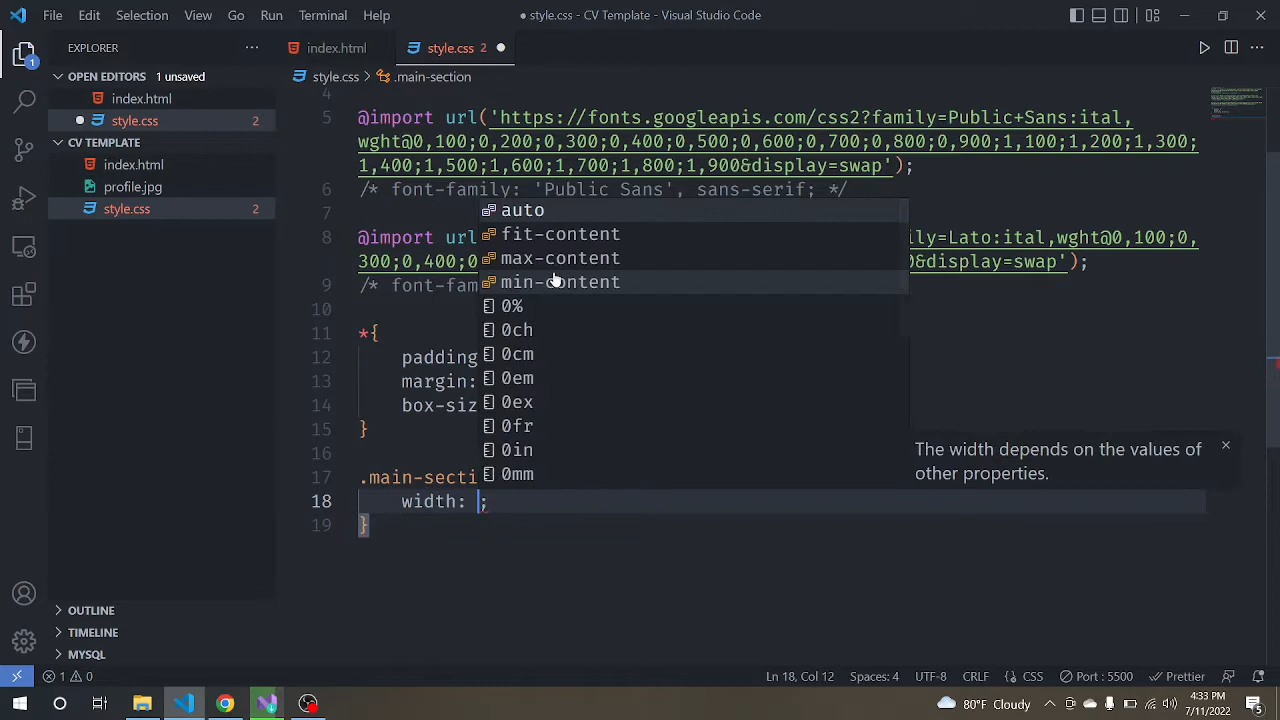 File Edit Selection View Go Run Terminal Help
style.css - CV Template - Visual Studio Code
EXPLORER
index.html
style.css 2
OPEN EDITORS 1 unsaved
style.css > .main-section
index.html
style.css 2
CV TEMPLATE
index.html
profile.jpg
style.css 2
4
5 @import url('https://fonts.googleapis.com/css2?family=Public+Sans:ital,
wght@0,100;0,200;0,300;0,400;0,500;0,600;0,700;0,800;0,900;1,100;1,200;1,300;
1,400;1,500;1,600;1,700;1,800;1,900&display=swap');
6 /* font-family: 'Public Sans', sans-serif; */
7
8 @import url
ily=Lato:ital,wght@0,100;0,
300;0,400;0
0&display=swap');
9 /* font-fam
10
11 *{
12 padding
13 margin:
14 box-siz
15 }
16
17 .main-secti
18 width: ;
19 }
auto
fit-content
max-content
min-content
0%
0ch
0cm
0em
0ex
0fr
0in
0mm
The width depends on the values of
other properties.
OUTLINE
TIMELINE
MYSQL
1
1 0
Ln 18, Col 12 Spaces: 4 UTF-8 CRLF CSS Port : 5500 Prettier
80°F Cloudy
4:33 PM
7/11/2022
5